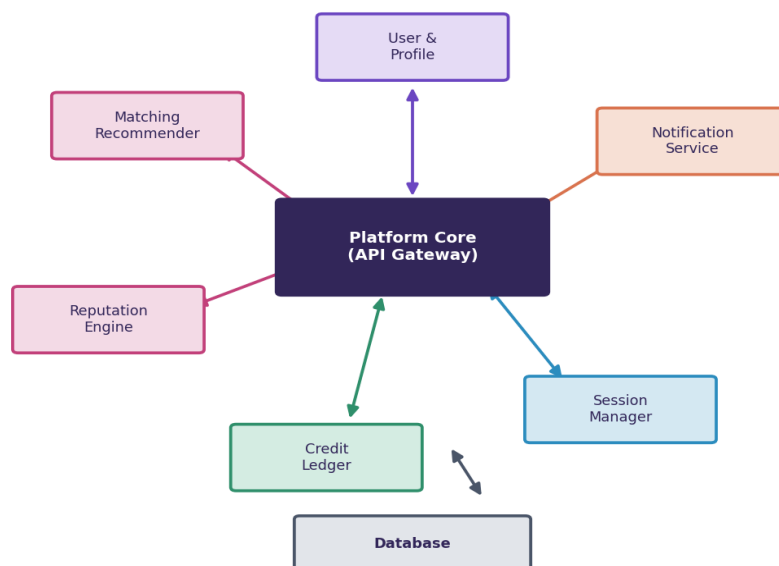 User &
Profile
Matching
Recommender
Notification
Service
Platform Core
(API Gateway)
Reputation
Engine
Session
Manager
Credit
Ledger
Database